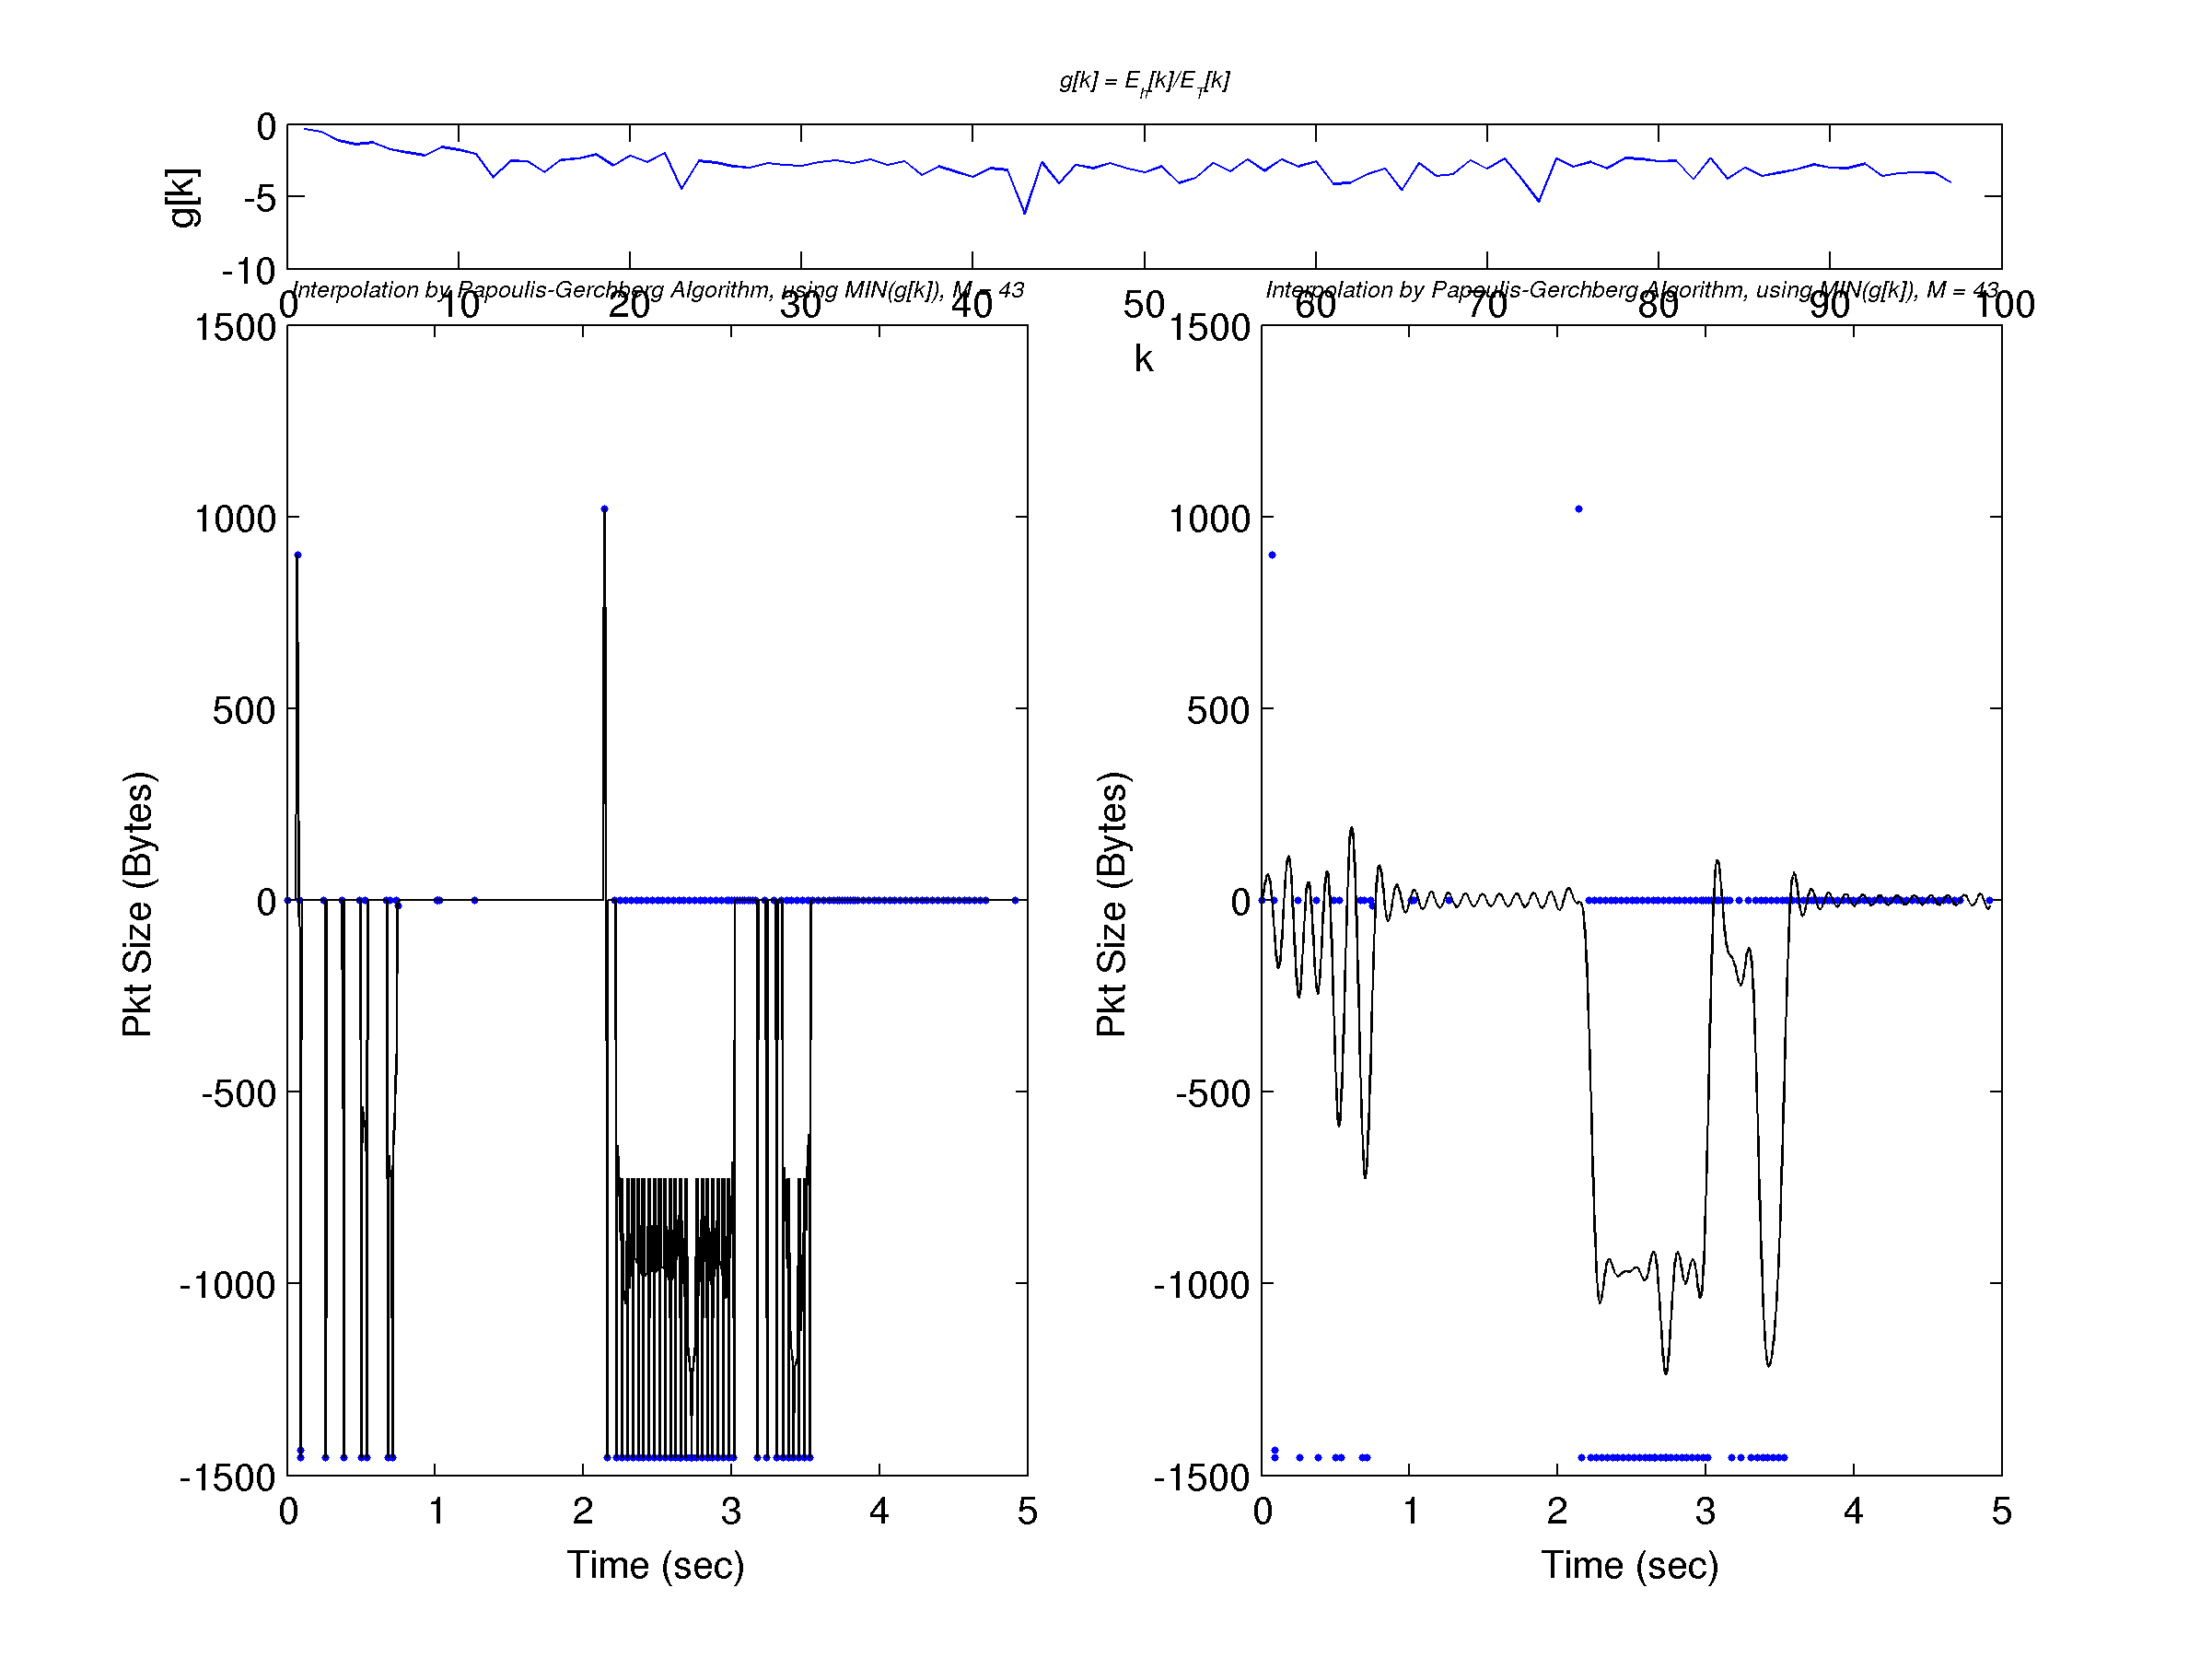 g[k] = E_h[k]/E_T[k]
0
-5
-10
g[k]
0 10 20 30 40 50 60 70 80 90 100
k
Interpolation by Papoulis-Gerchberg Algorithm, using MIN(g[k]), M = 43
Interpolation by Papoulis-Gerchberg Algorithm, using MIN(g[k]), M = 43
1500
1000
500
0
-500
-1000
-1500
Pkt Size (Bytes)
0 1 2 3 4 5
Time (sec)
1500
1000
500
0
-500
-1000
-1500
Pkt Size (Bytes)
0 1 2 3 4 5
Time (sec)